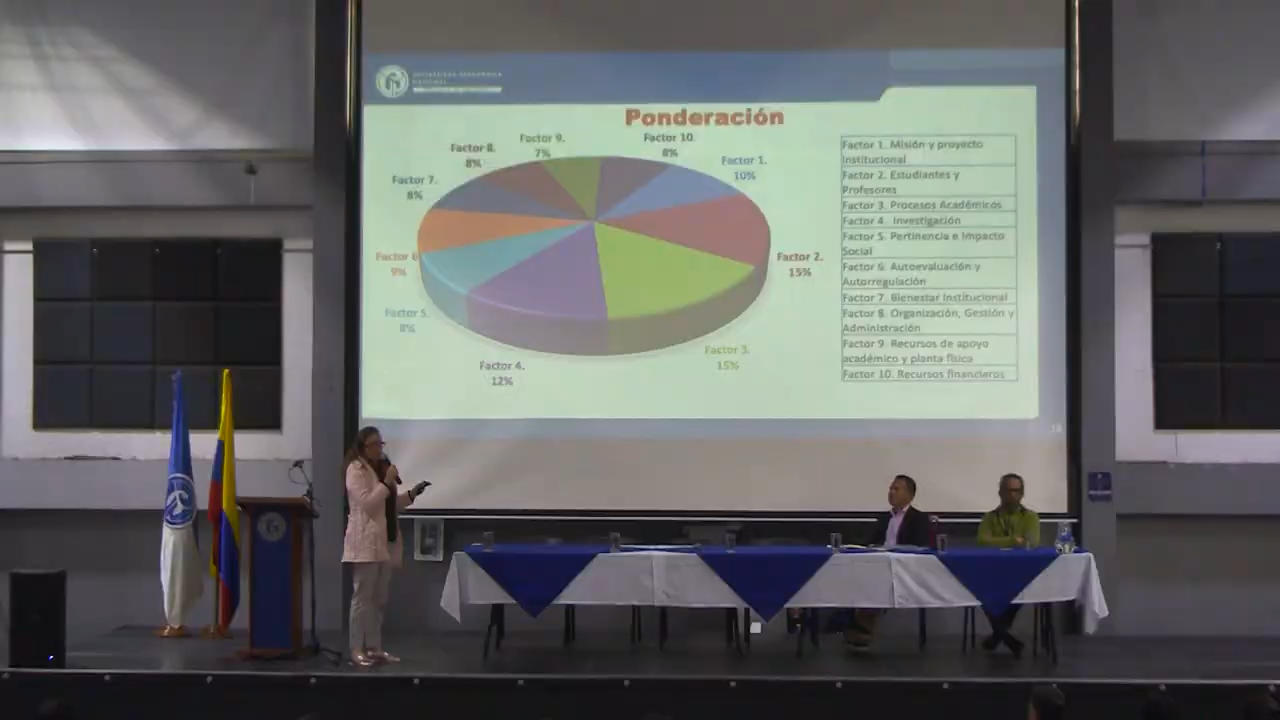 UNIVERSIDAD PEDAGOGICA
NACIONAL
Ponderación
Factor 9.
7%
Factor 10.
8%
Factor 8.
8%
Factor 1.
10%
Factor 7.
8%
Factor 6
9%
Factor 2.
15%
Factor 5.
8%
Factor 3.
15%
Factor 4.
12%
Factor 1. Misión y proyecto
Institucional
Factor 2. Estudiantes y
Profesores
Factor 3. Procesos Académicos
Factor 4. Investigación
Factor 5. Pertinencia e Impacto
Social
Factor 6. Autoevaluación y
Autorregulación
Factor 7. Bienestar Institucional
Factor 8. Organización, Gestión y
Administración
Factor 9. Recursos de apoyo
académico y planta física
Factor 10. Recursos financieros